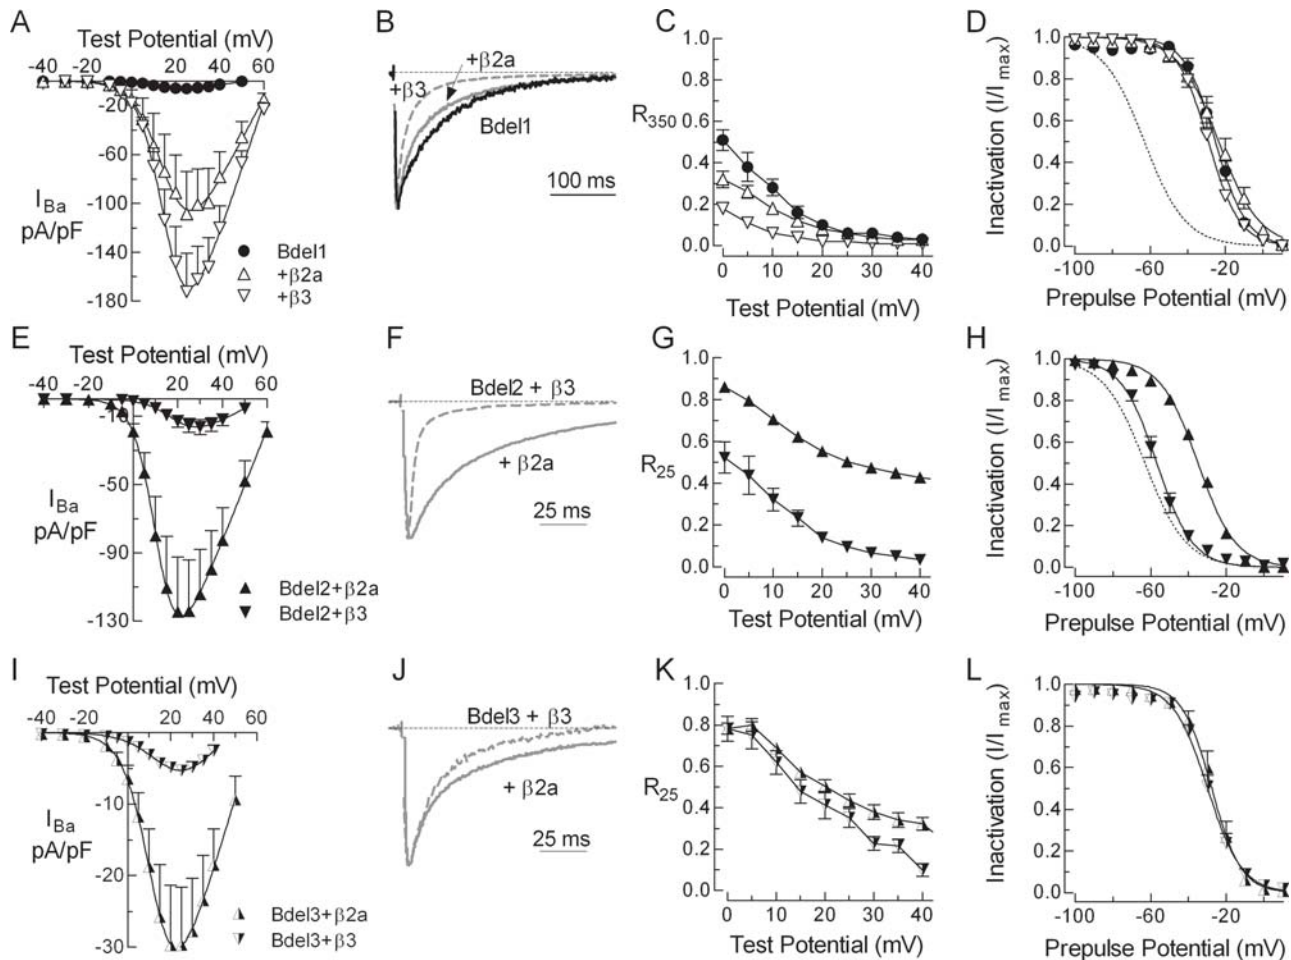 A
Test Potential (mV)
-20 20 40 60
-20
-60
-100
-140
-180
I Ba
pA/pF
Bdel1
+β2a
+β3
B
+β2a
+β3
Bdel1
100 ms
C
R350
1.0
0.8
0.6
0.4
0.2
0.0
0 10 20 30 40
Test Potential (mV)
D
Inactivation (I/I max)
1.0
0.8
0.6
0.4
0.2
0.0
-100 -60 -20
Prepulse Potential (mV)
E
Test Potential (mV)
-40 -20 20 40 60
-10
-50
-90
-130
I Ba
pA/pF
Bdel2+β2a
Bdel2+β3
F
Bdel2 + β3
+ β2a
25 ms
G
R25
1.0
0.8
0.6
0.4
0.2
0.0
0 10 20 30 40
Test Potential (mV)
H
Inactivation (I/I max)
1.0
0.8
0.6
0.4
0.2
0.0
-100 -60 -20
Prepulse Potential (mV)
I
Test Potential (mV)
-40 -20 20 40 60
-10
-20
-30
I Ba
pA/pF
Bdel3+β2a
Bdel3+β3
J
Bdel3 + β3
+ β2a
25 ms
K
R25
1.0
0.8
0.6
0.4
0.2
0.0
0 10 20 30 40
Test Potential (mV)
L
Inactivation (I/I max)
1.0
0.8
0.6
0.4
0.2
0.0
-100 -60 -20
Prepulse Potential (mV)